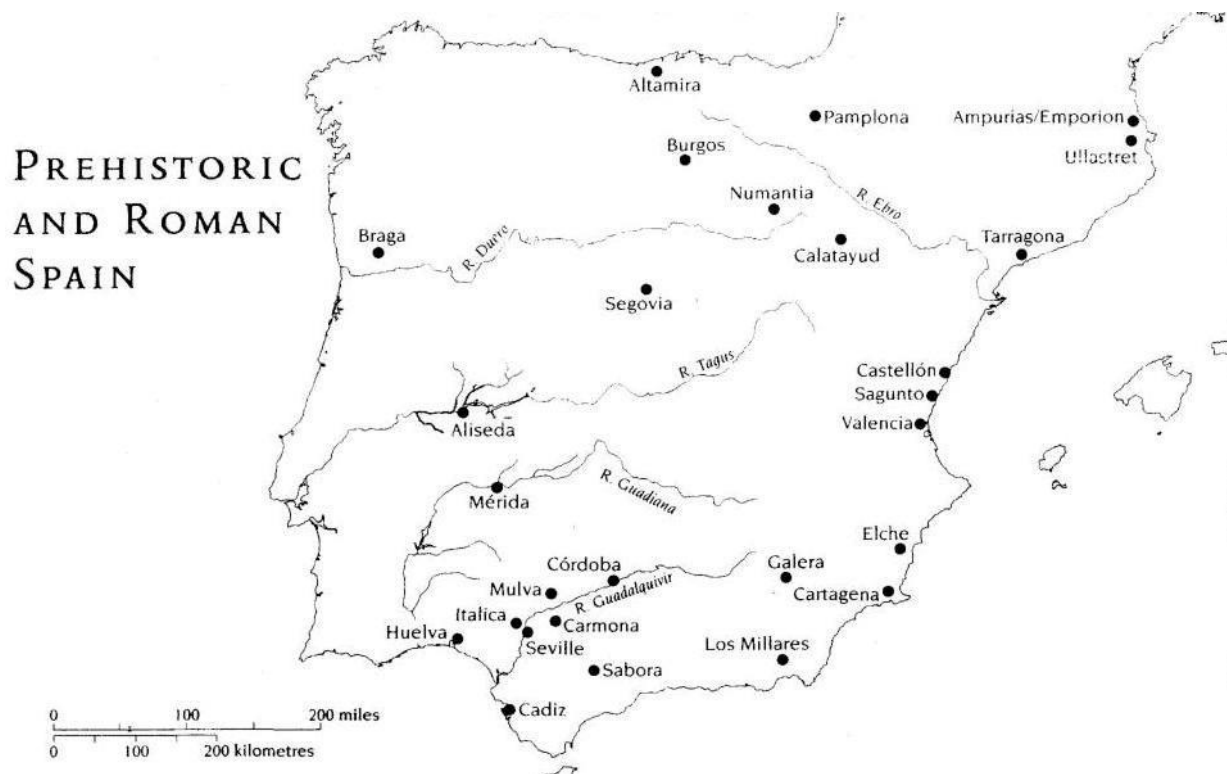 PREHISTORIC
AND ROMAN
SPAIN
Altamira
Pamplona
Ampurias/Emporion
Ullastret
Burgos
Numantia
R. Ebro
Braga
R. Duero
Calatayud
Tarragona
Segovia
R. Tagus
Castellón
Sagunto
Valencia
Aliseda
Mérida
R. Guadiana
Elche
Córdoba
Galera
Mulva
R. Guadalquivir
Cartagena
Italica
Carmona
Huelva
Seville
Los Millares
Sabora
Cadiz
0 100 200 miles
0 100 200 kilometres